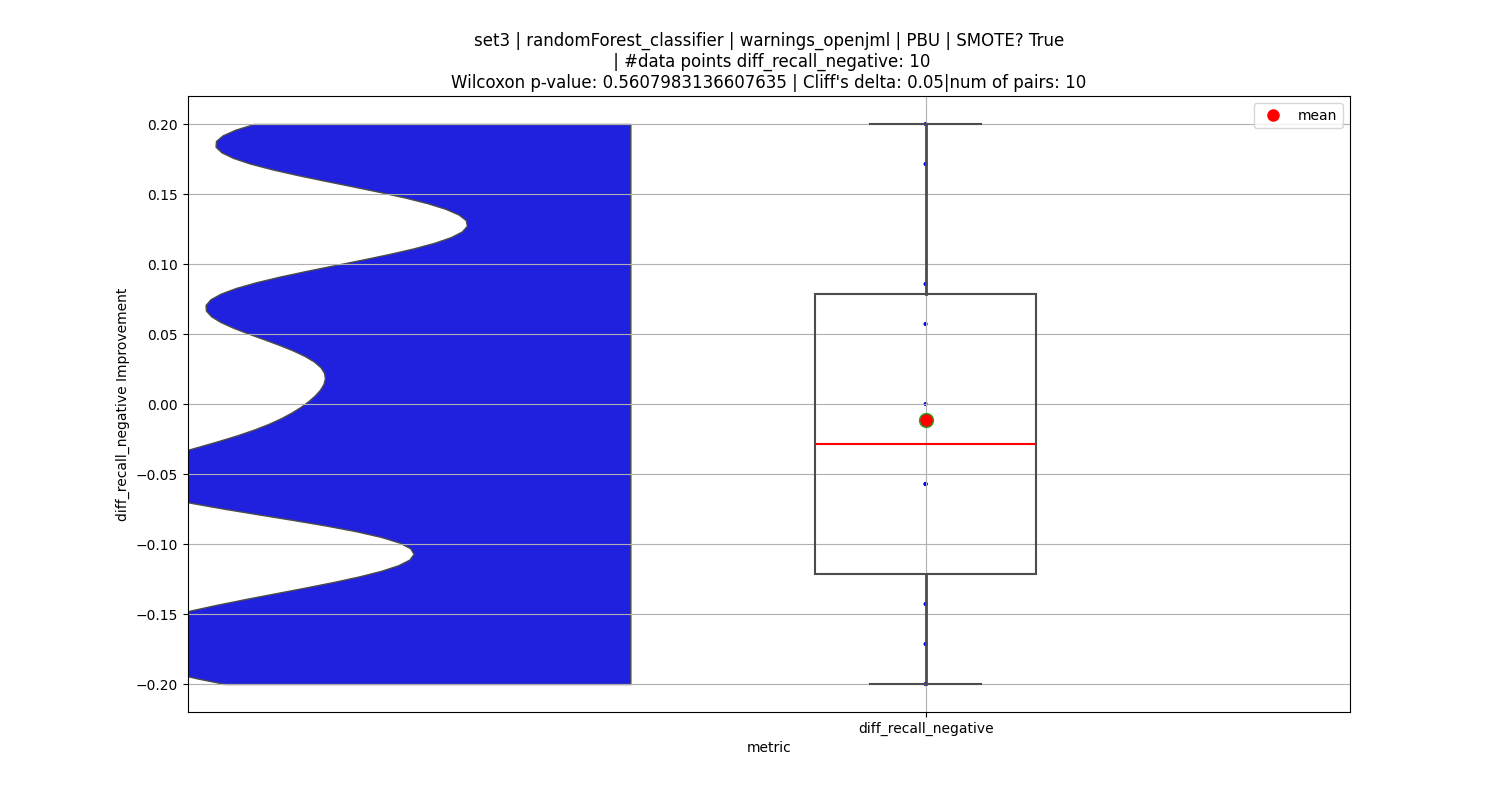 set3 | randomForest_classifier | warnings_openjml | PBU | SMOTE? True
| #data points diff_recall_negative: 10
Wilcoxon p-value: 0.5607983136607635 | Cliff's delta: 0.05|num of pairs: 10
mean
0.20
0.15
0.10
0.05
0.00
−0.05
−0.10
−0.15
−0.20
diff_recall_negative Improvement
diff_recall_negative
metric